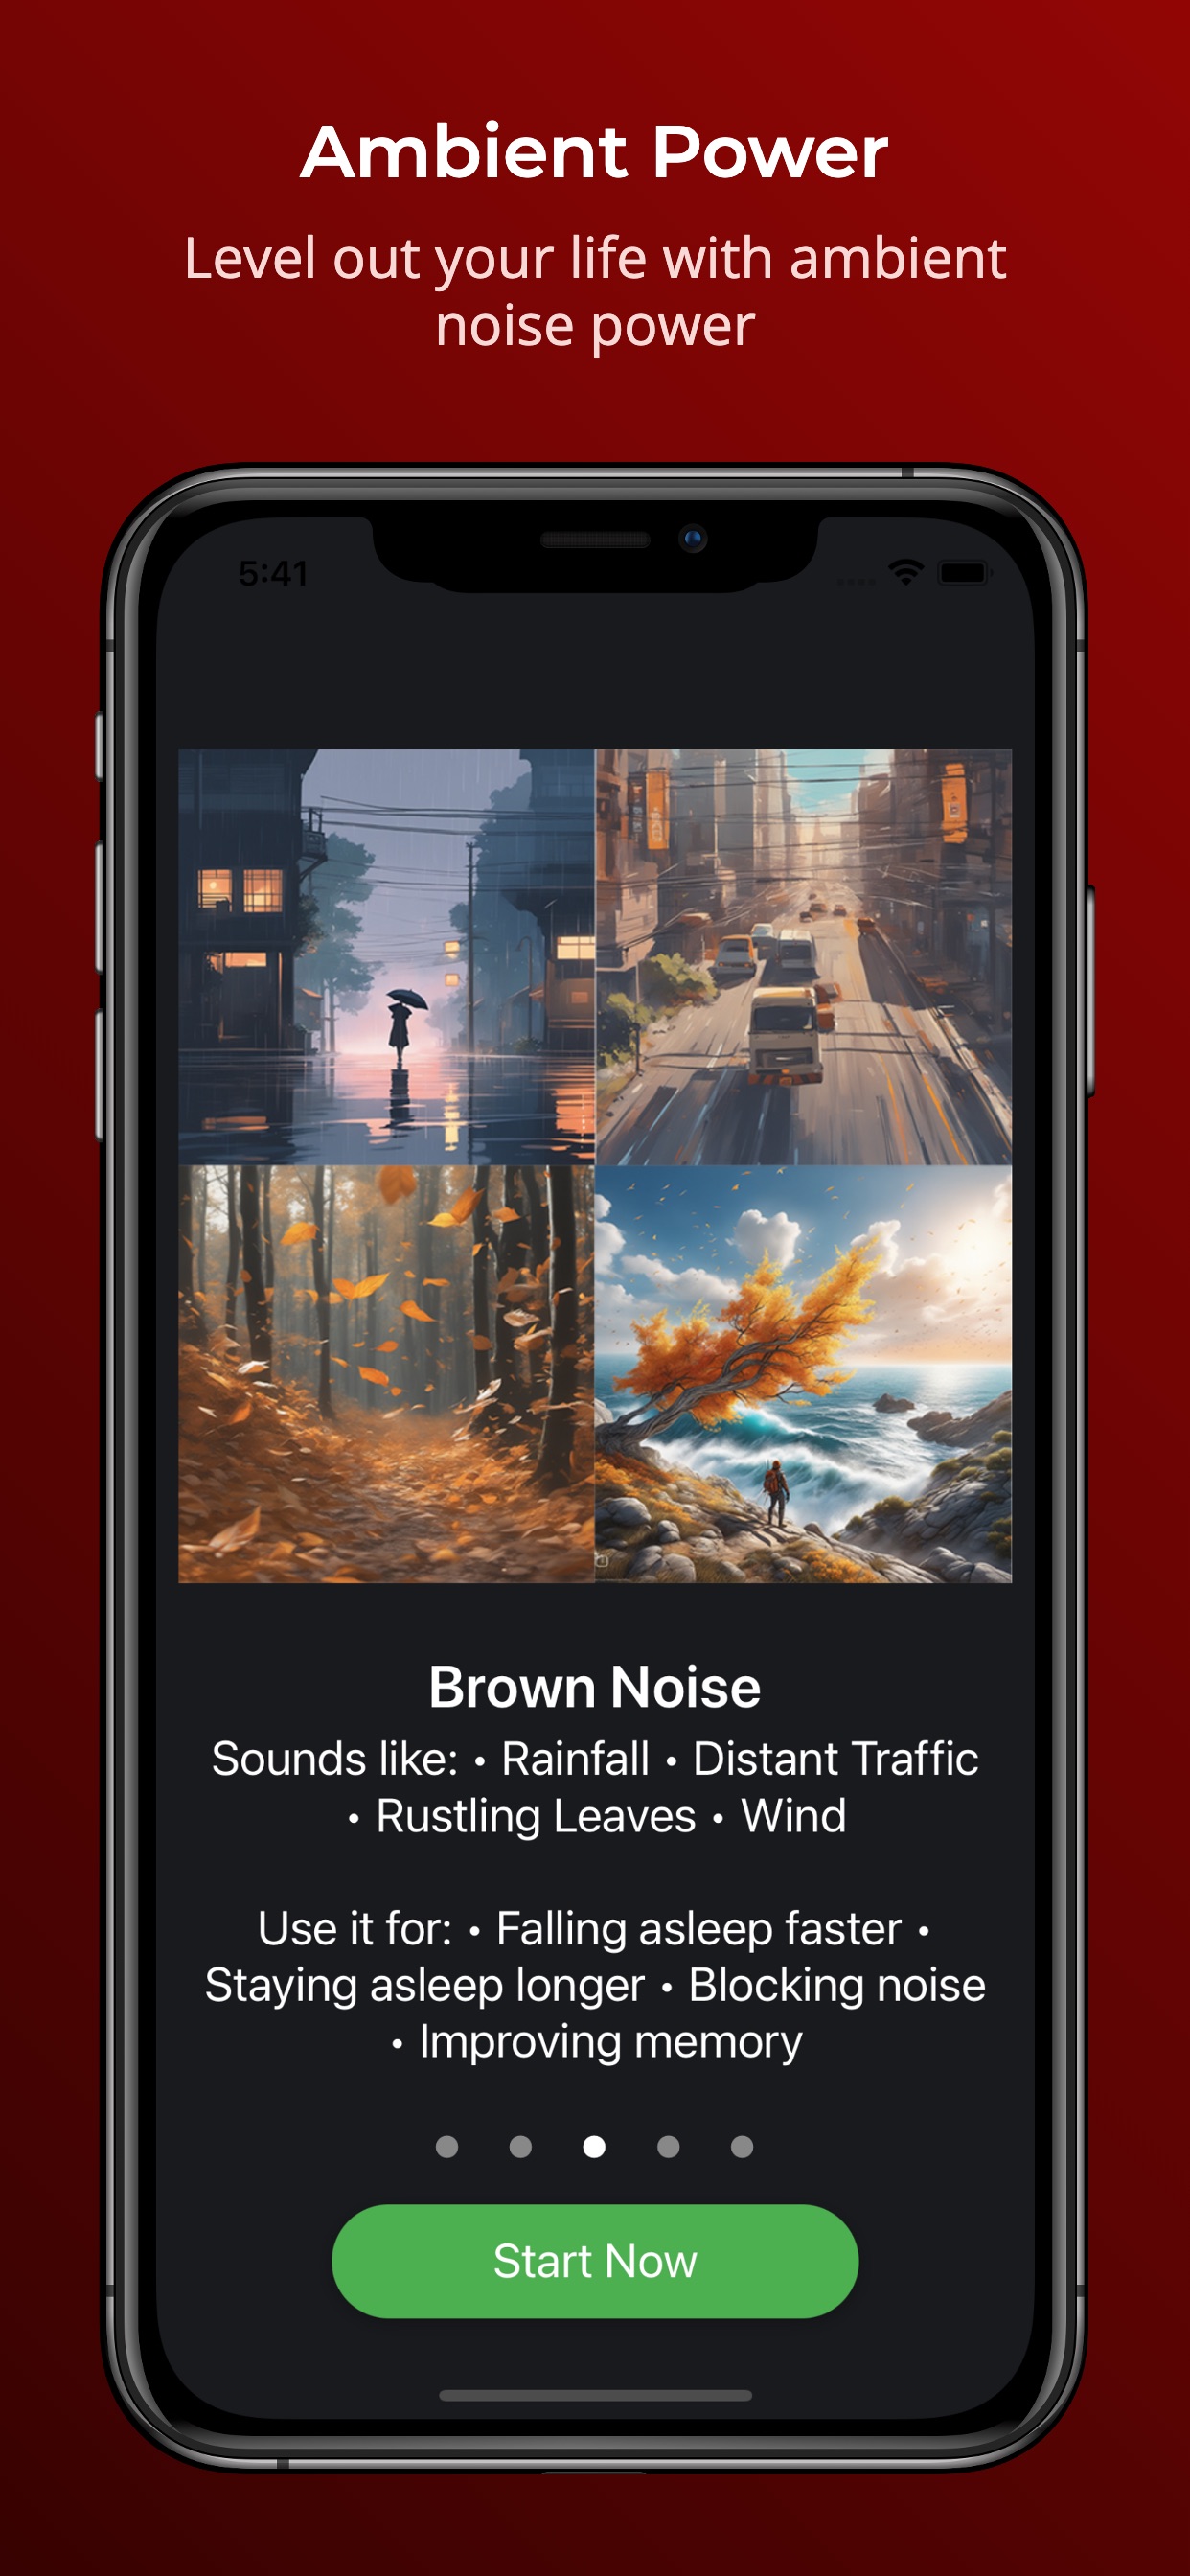 Ambient Power
Level out your life with ambient
noise power
5:41
Brown Noise
Sounds like: • Rainfall • Distant Traffic
• Rustling Leaves • Wind
Use it for: • Falling asleep faster •
Staying asleep longer • Blocking noise
• Improving memory
Start Now